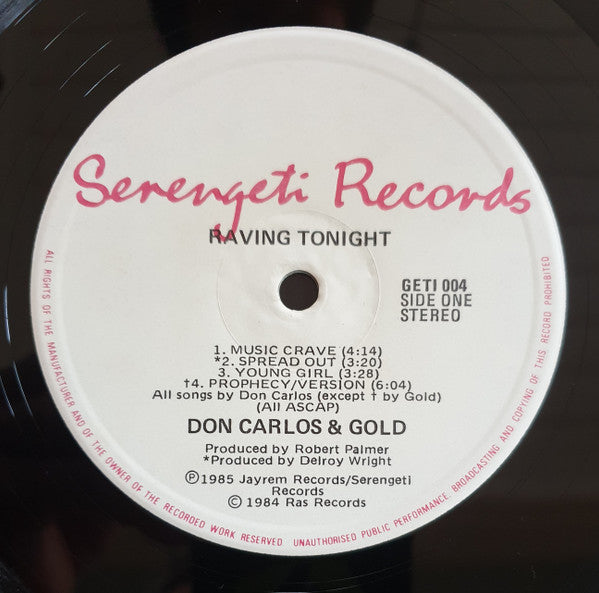 Serengeti Records
RAVING TONIGHT
GETI 004
SIDE ONE
STEREO
1. MUSIC CRAVE (4:14)
*2. SPREAD OUT (3:20)
3. YOUNG GIRL (3:28)
†4. PROPHECY/VERSION (6:04)
All songs by Don Carlos (except † by Gold)
(All ASCAP)
DON CARLOS & GOLD
Produced by Robert Palmer
*Produced by Delroy Wright
℗ 1985 Jayrem Records/Serengeti
Records
© 1984 Ras Records
ALL RIGHTS OF THE MANUFACTURER AND OF THE OWNER OF THE RECORDED WORK RESERVED UNAUTHORISED PUBLIC PERFORMANCE, BROADCASTING AND COPYING OF THIS RECORD PROHIBITED